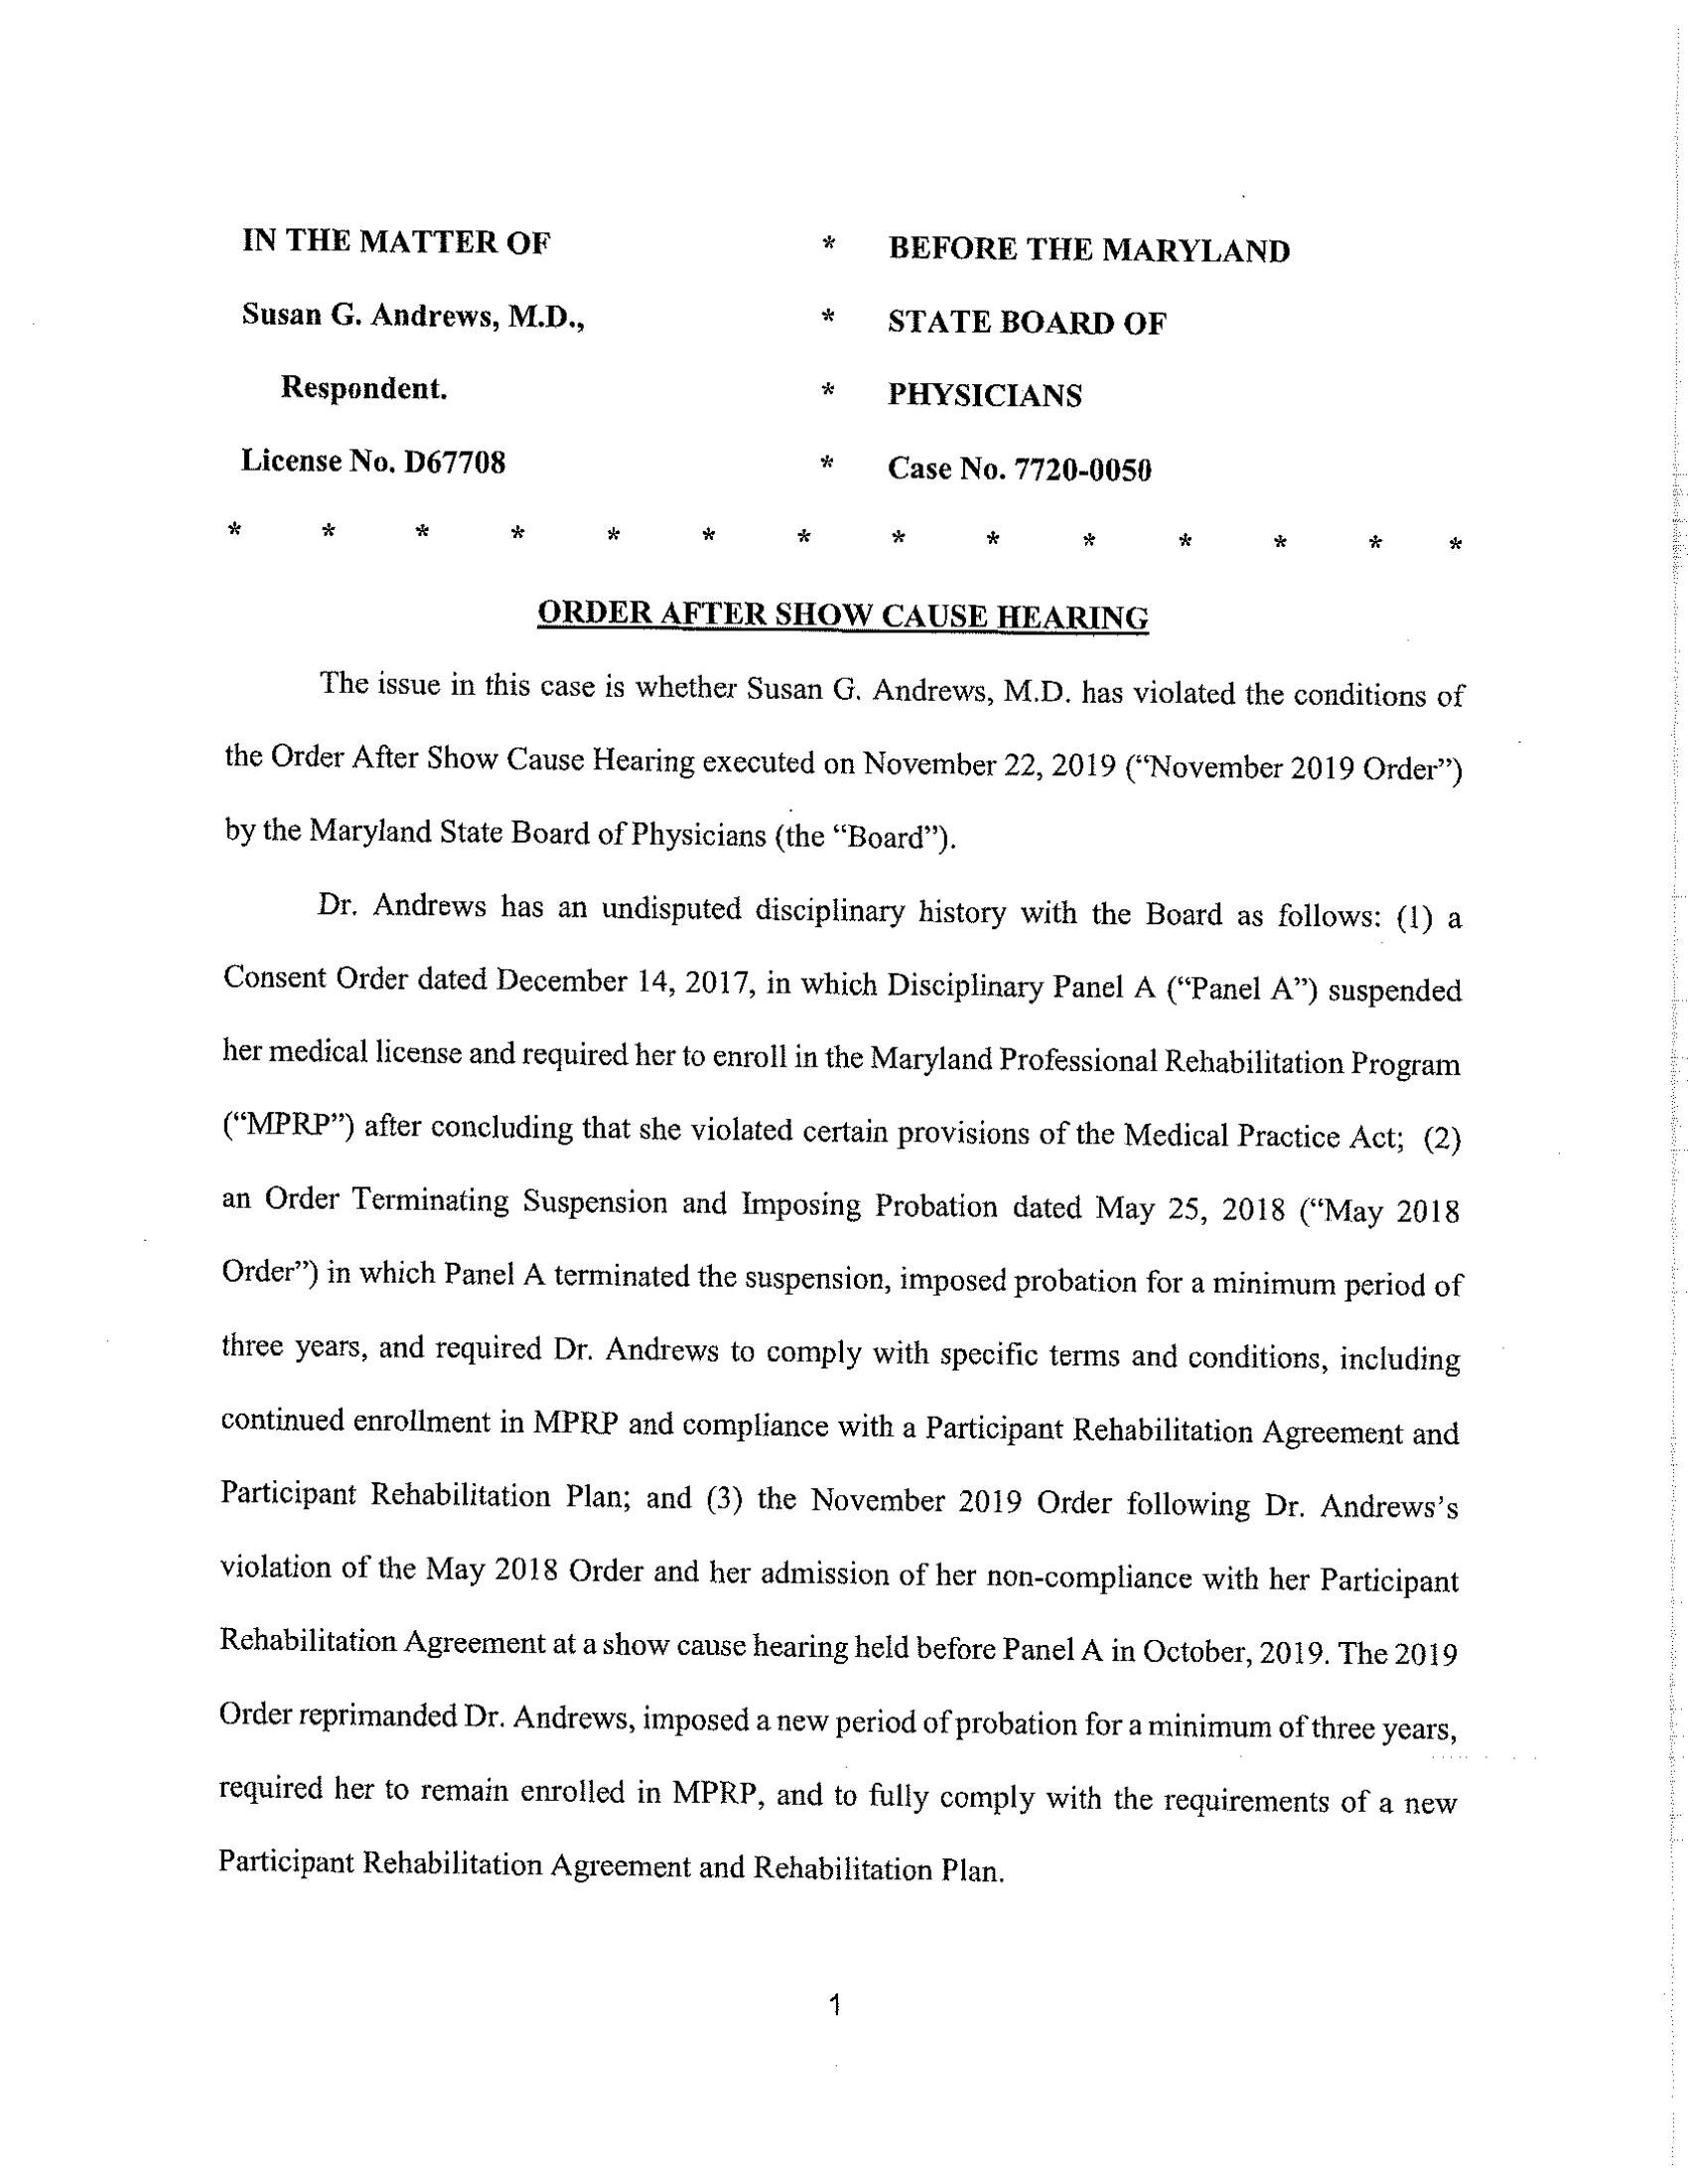 IN THE MATTER OF * BEFORE THE MARYLAND
Susan G. Andrews, M.D., * STATE BOARD OF
Respondent. * PHYSICIANS
License No. D67708 * Case No. 7720-0050
* * * * * * * * * * * * * *
ORDER AFTER SHOW CAUSE HEARING
The issue in this case is whether Susan G. Andrews, M.D. has violated the conditions of
the Order After Show Cause Hearing executed on November 22, 2019 (“November 2019 Order”)
by the Maryland State Board of Physicians (the “Board”).
Dr. Andrews has an undisputed disciplinary history with the Board as follows: (1) a
Consent Order dated December 14, 2017, in which Disciplinary Panel A (“Panel A”) suspended
her medical license and required her to enroll in the Maryland Professional Rehabilitation Program
(“MPRP”) after concluding that she violated certain provisions of the Medical Practice Act; (2)
an Order Terminating Suspension and Imposing Probation dated May 25, 2018 (“May 2018
Order”) in which Panel A terminated the suspension, imposed probation for a minimum period of
three years, and required Dr. Andrews to comply with specific terms and conditions, including
continued enrollment in MPRP and compliance with a Participant Rehabilitation Agreement and
Participant Rehabilitation Plan; and (3) the November 2019 Order following Dr. Andrews’s
violation of the May 2018 Order and her admission of her non-compliance with her Participant
Rehabilitation Agreement at a show cause hearing held before Panel A in October, 2019. The 2019
Order reprimanded Dr. Andrews, imposed a new period of probation for a minimum of three years,
required her to remain enrolled in MPRP, and to fully comply with the requirements of a new
Participant Rehabilitation Agreement and Rehabilitation Plan.
1